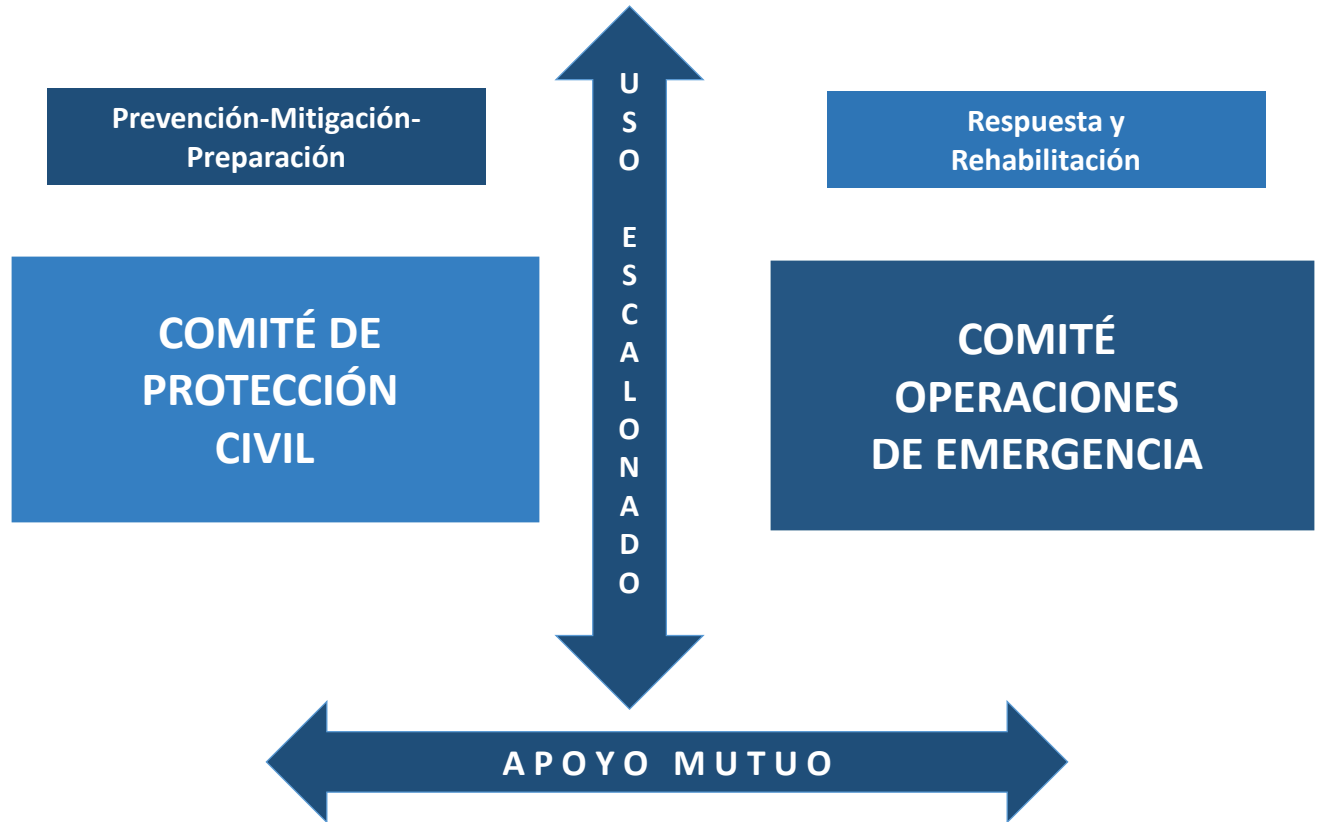 Prevención-Mitigación-
Preparación
COMITÉ DE
PROTECCIÓN
CIVIL
U
S
O
E
S
C
A
L
O
N
A
D
O
Respuesta y
Rehabilitación
COMITÉ
OPERACIONES
DE EMERGENCIA
APOYO MUTUO